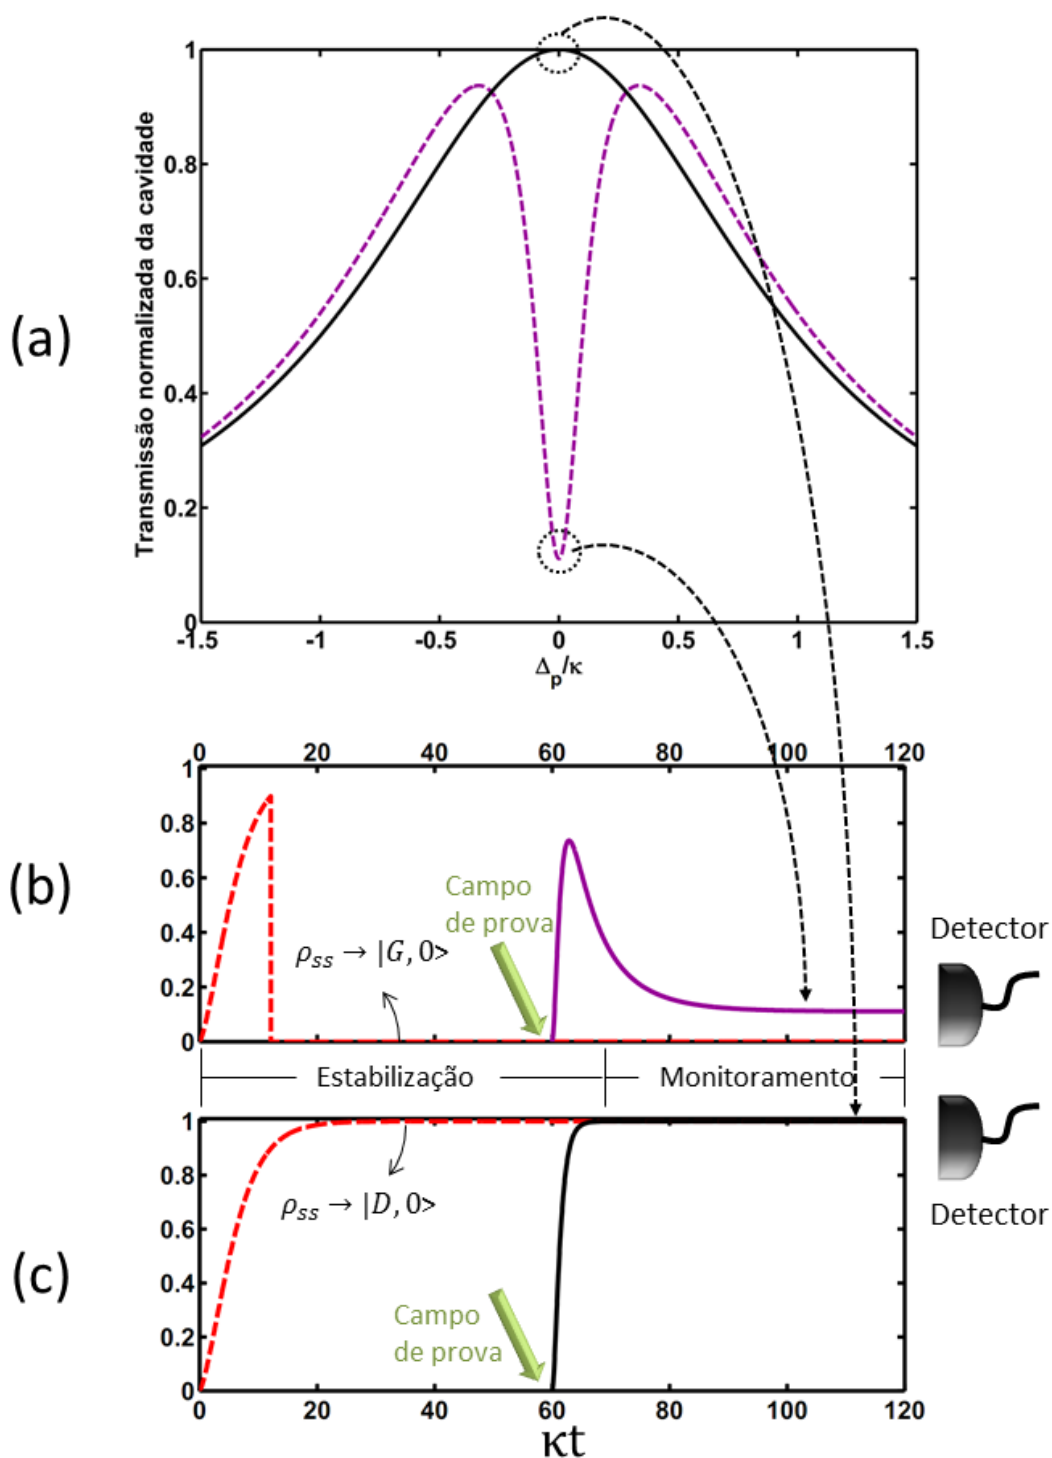 (a)
Transmissão normalizada da cavidade
1
0.8
0.6
0.4
0.2
0
-1.5 -1 -0.5 0 0.5 1 1.5
Δp/κ
(b)
0 20 40 60 80 100 120
1
0.8
0.6
0.4
0.2
0
Campo
de prova
ρss → |G, 0>
Detector
Estabilização
Monitoramento
(c)
1
0.8
0.6
0.4
0.2
0
ρss → |D, 0>
Campo
de prova
Detector
0 20 40 60 80 100 120
κt